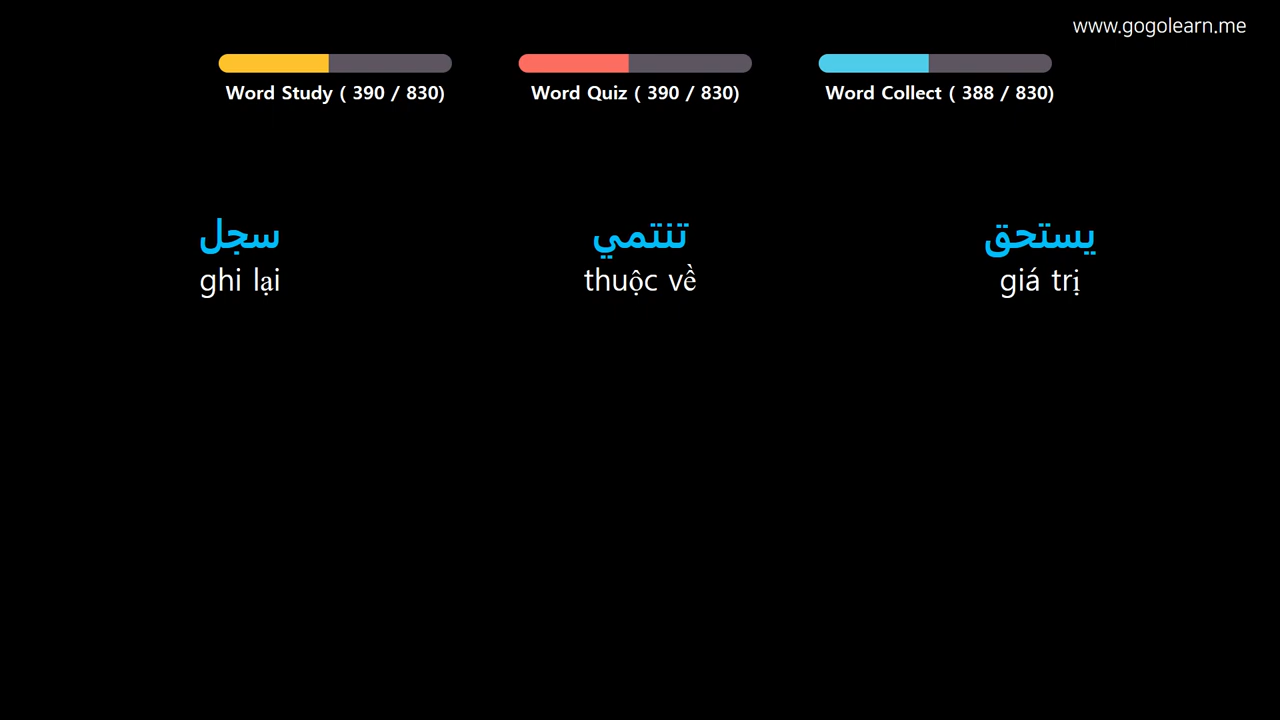 www.gogolearn.me
Word Study ( 390 / 830)
Word Quiz ( 390 / 830)
Word Collect ( 388 / 830)
سجل
ghi lại
تنتمي
thuộc về
يستحق
giá trị